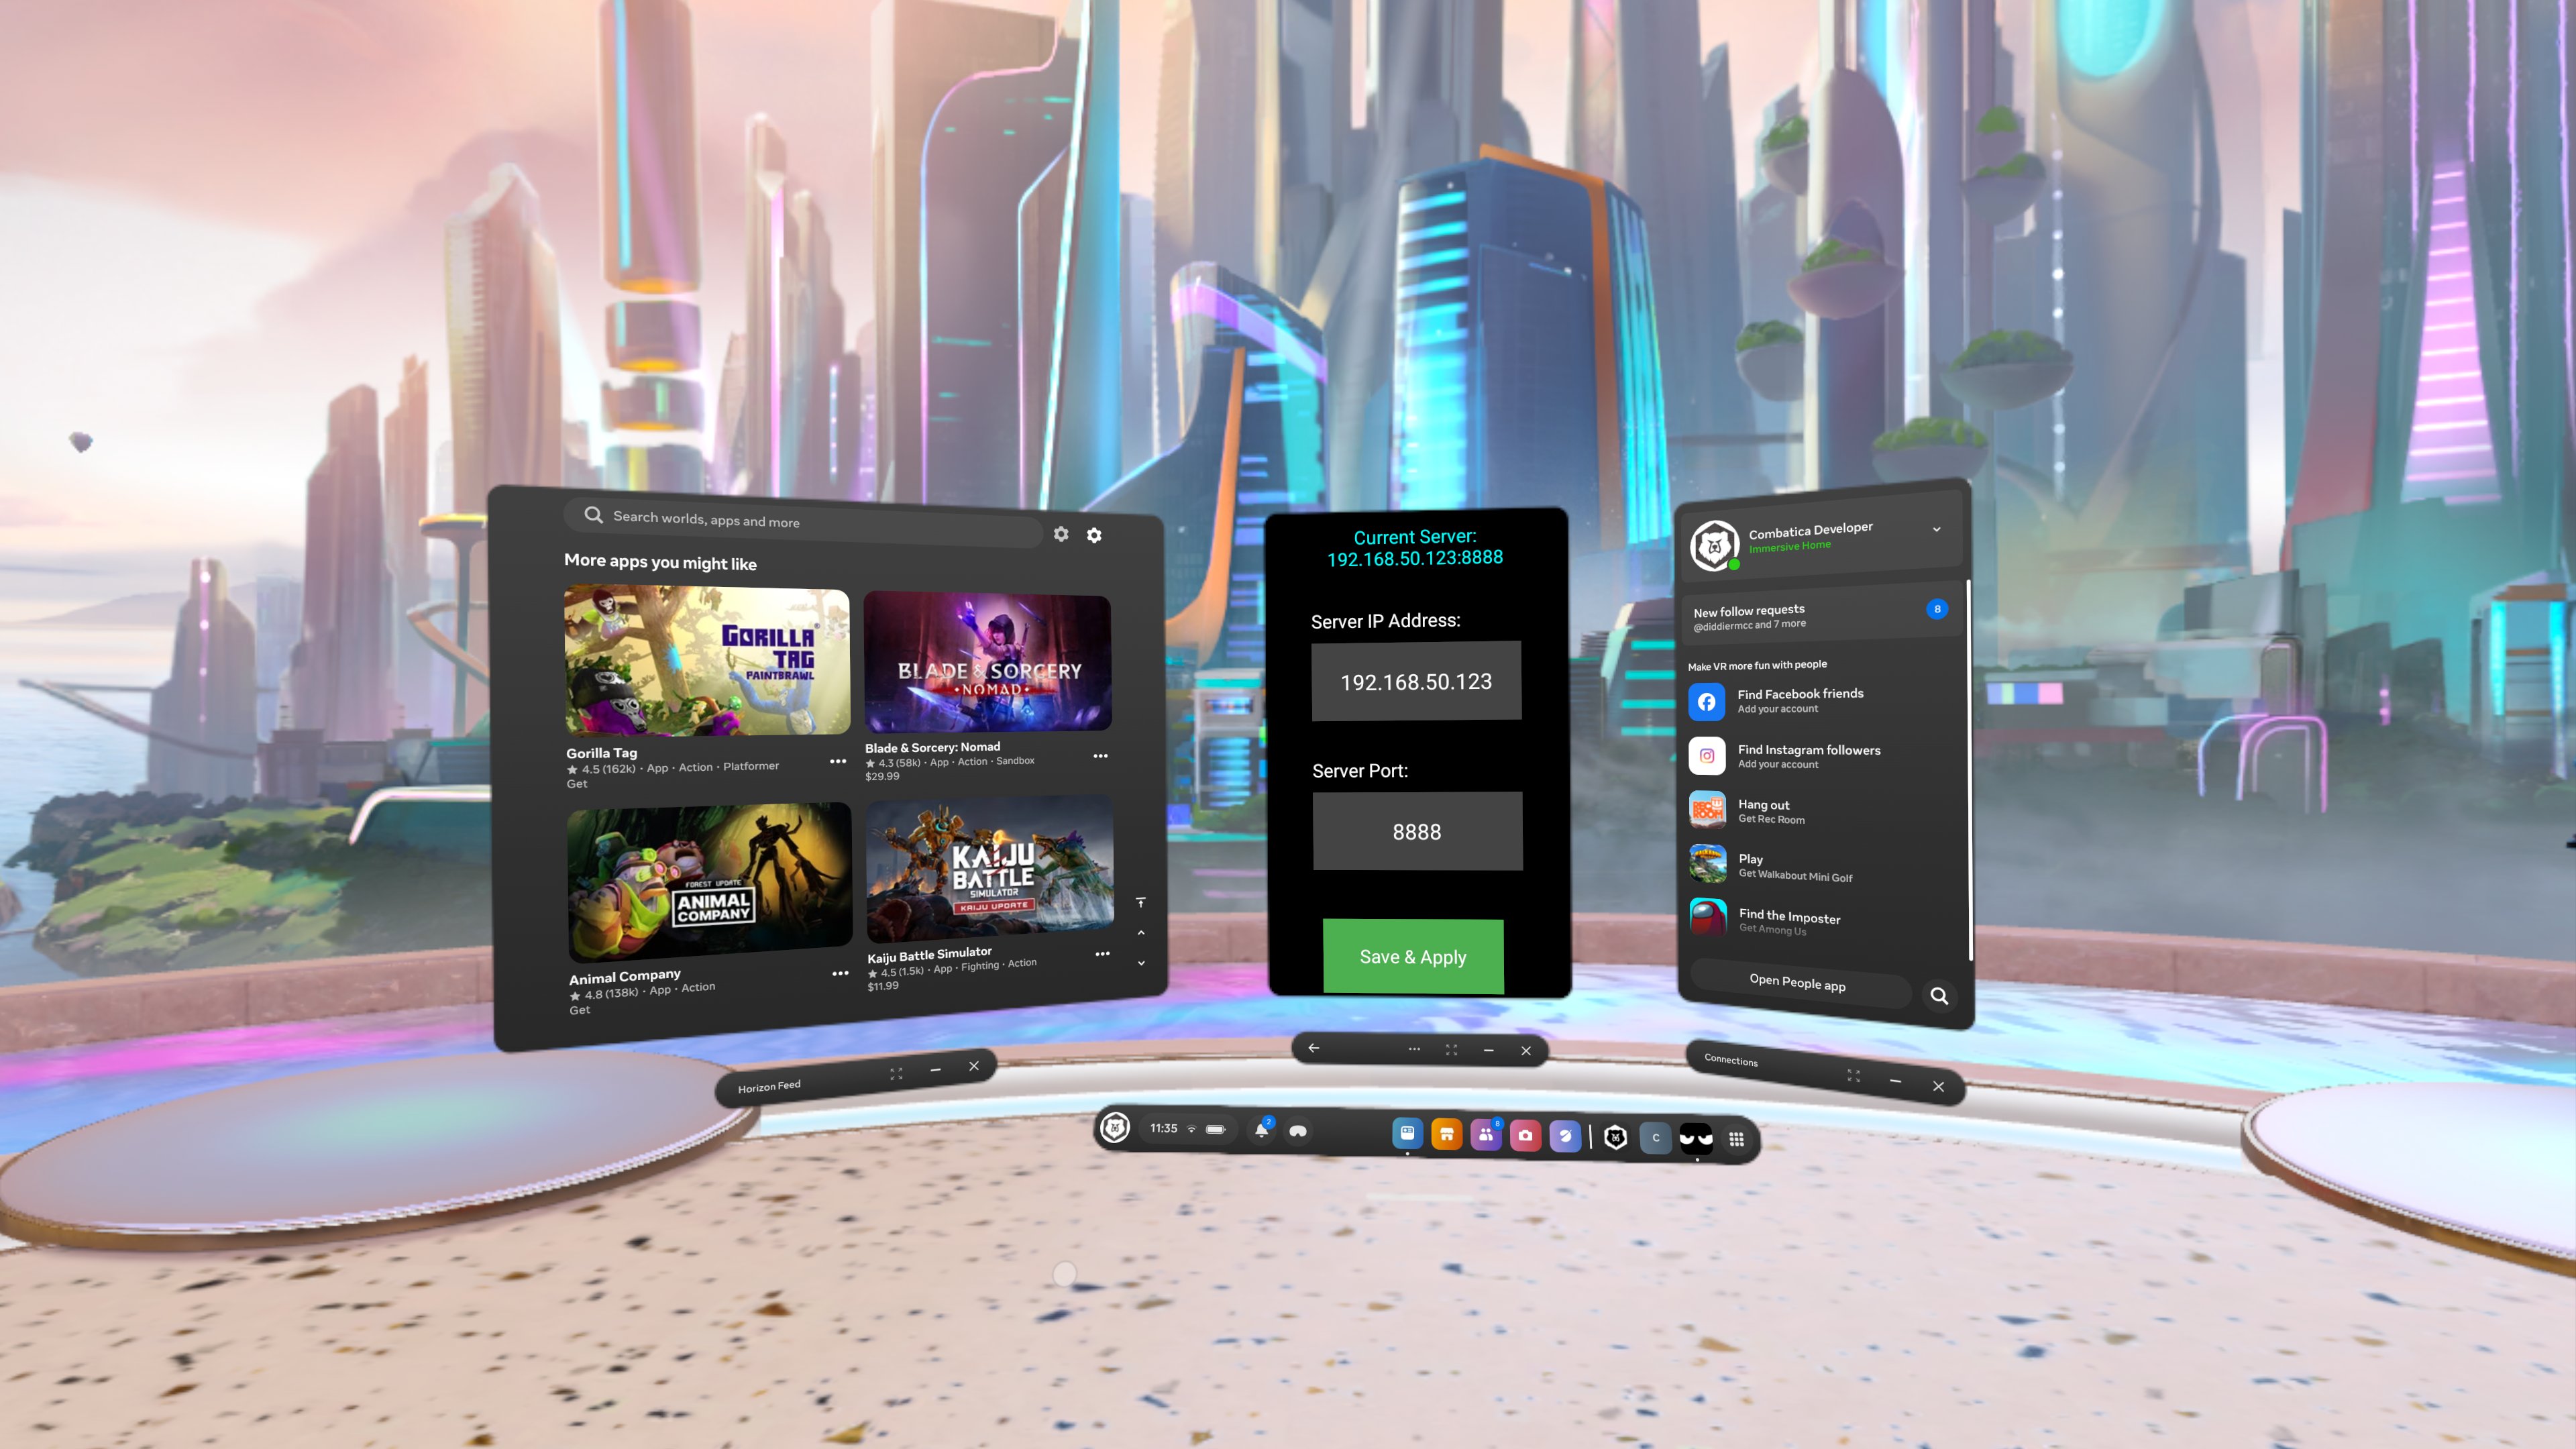 Search worlds, apps and more
More apps you might like
GORILLA
TAG
PAINTBRAWL
BLADE & SORCERY
• NOMAD •
Gorilla Tag
★ 4.5 (162k) • App • Action • Platformer
Get
Blade & Sorcery: Nomad
★ 4.3 (58k) • App • Action • Sandbox
$29.99
FOREST UPDATE
ANIMAL
COMPANY
KAIJU
BATTLE
SIMULATOR
KAIJU UPDATE
Animal Company
★ 4.8 (138k) • App • Action
Get
Kaiju Battle Simulator
★ 4.5 (1.5k) • App • Fighting • Action
$11.99
Horizon Feed
Current Server:
192.168.50.123:8888
Server IP Address:
192.168.50.123
Server Port:
8888
Save & Apply
Combatica Developer
Immersive Home
New follow requests
@diddiermcc and 7 more
8
Make VR more fun with people
Find Facebook friends
Add your account
Find Instagram followers
Add your account
REC
ROOM
Hang out
Get Rec Room
Play
Get Walkabout Mini Golf
Find the Imposter
Get Among Us
Open People app
Connections
11:35
2
8
C